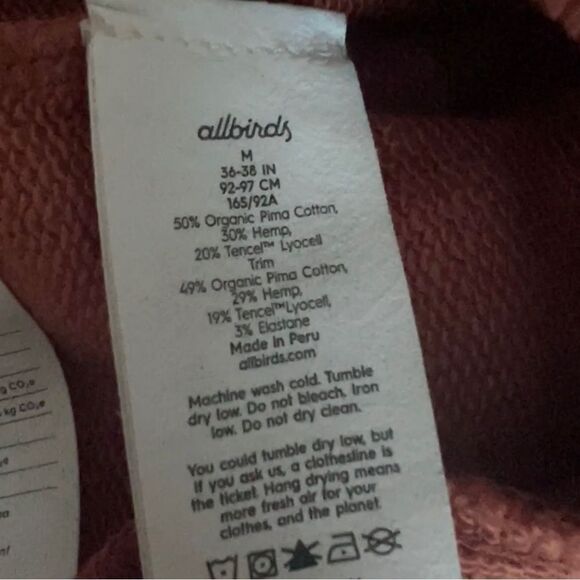 allbirds
M
36-38 IN
92-97 CM
165/92A
50% Organic Pima Cotton,
30% Hemp,
20% Tencel™ Lyocell
Trim
49% Organic Pima Cotton,
29% Hemp,
19% Tencel™Lyocell,
3% Elastane
Made in Peru
allbirds.com
Machine wash cold. Tumble
dry low. Do not bleach. Iron
low. Do not dry clean.
You could tumble dry low, but
if you ask us, a clothesline is
the ticket. Hang drying means
more fresh air for your
clothes, and the planet.
CO₂e
kg CO₂e